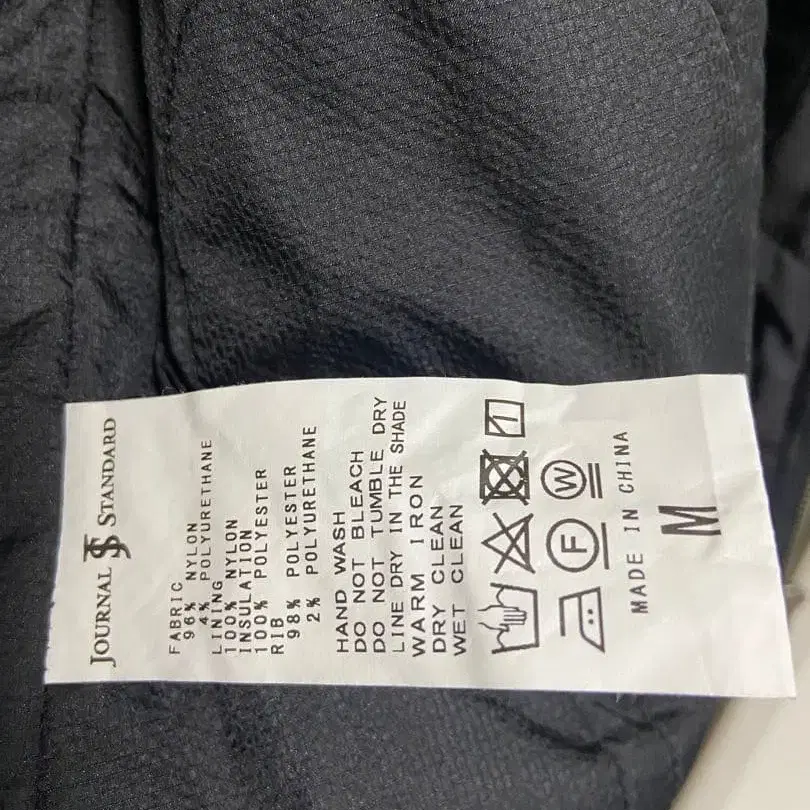 JOURNAL JS STANDARD
FABRIC
96% NYLON
4% POLYURETHANE
LINING
100% NYLON
INSULATION
100% POLYESTER
RIB
98% POLYESTER
2% POLYURETHANE
HAND WASH
DO NOT BLEACH
DO NOT TUMBLE DRY
LINE DRY IN THE SHADE
WARM IRON
DRY CLEAN
WET CLEAN
F W
MADE IN CHINA
M